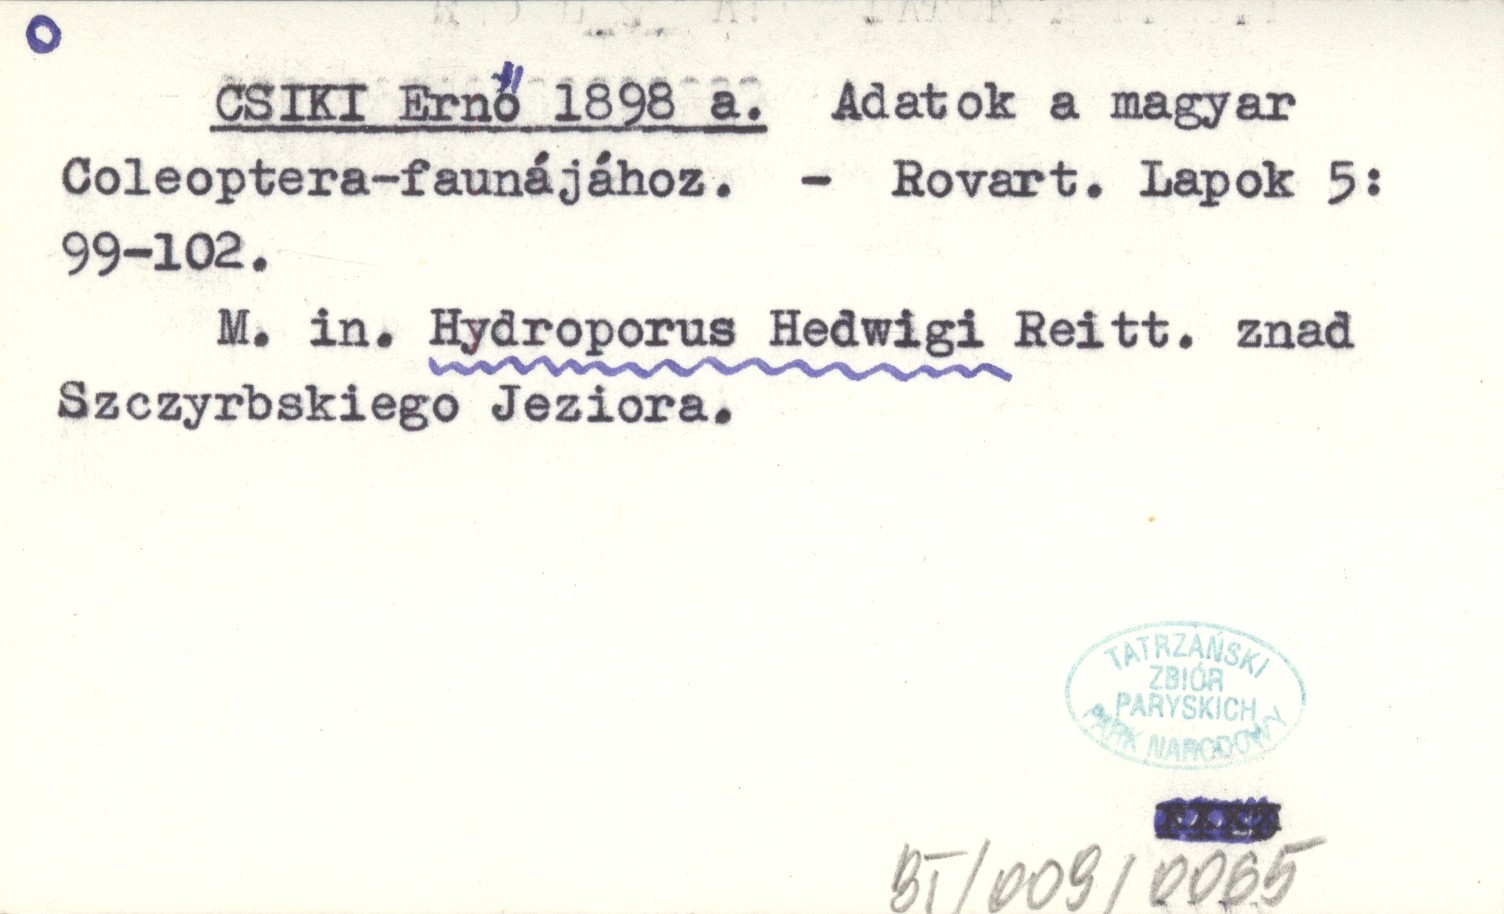 CSIKI Ernő 1898 a. Adatok a magyar
Coleoptera-faunájához. - Rovart. Lapok 5:
99-102.
M. in. Hydroporus Hedwigi Reitt. znad
Szczyrbskiego Jeziora.
TATRZAŃSKI
ZBIÓR
PARYSKICH
PARK NARODOWY
BT/009/0065